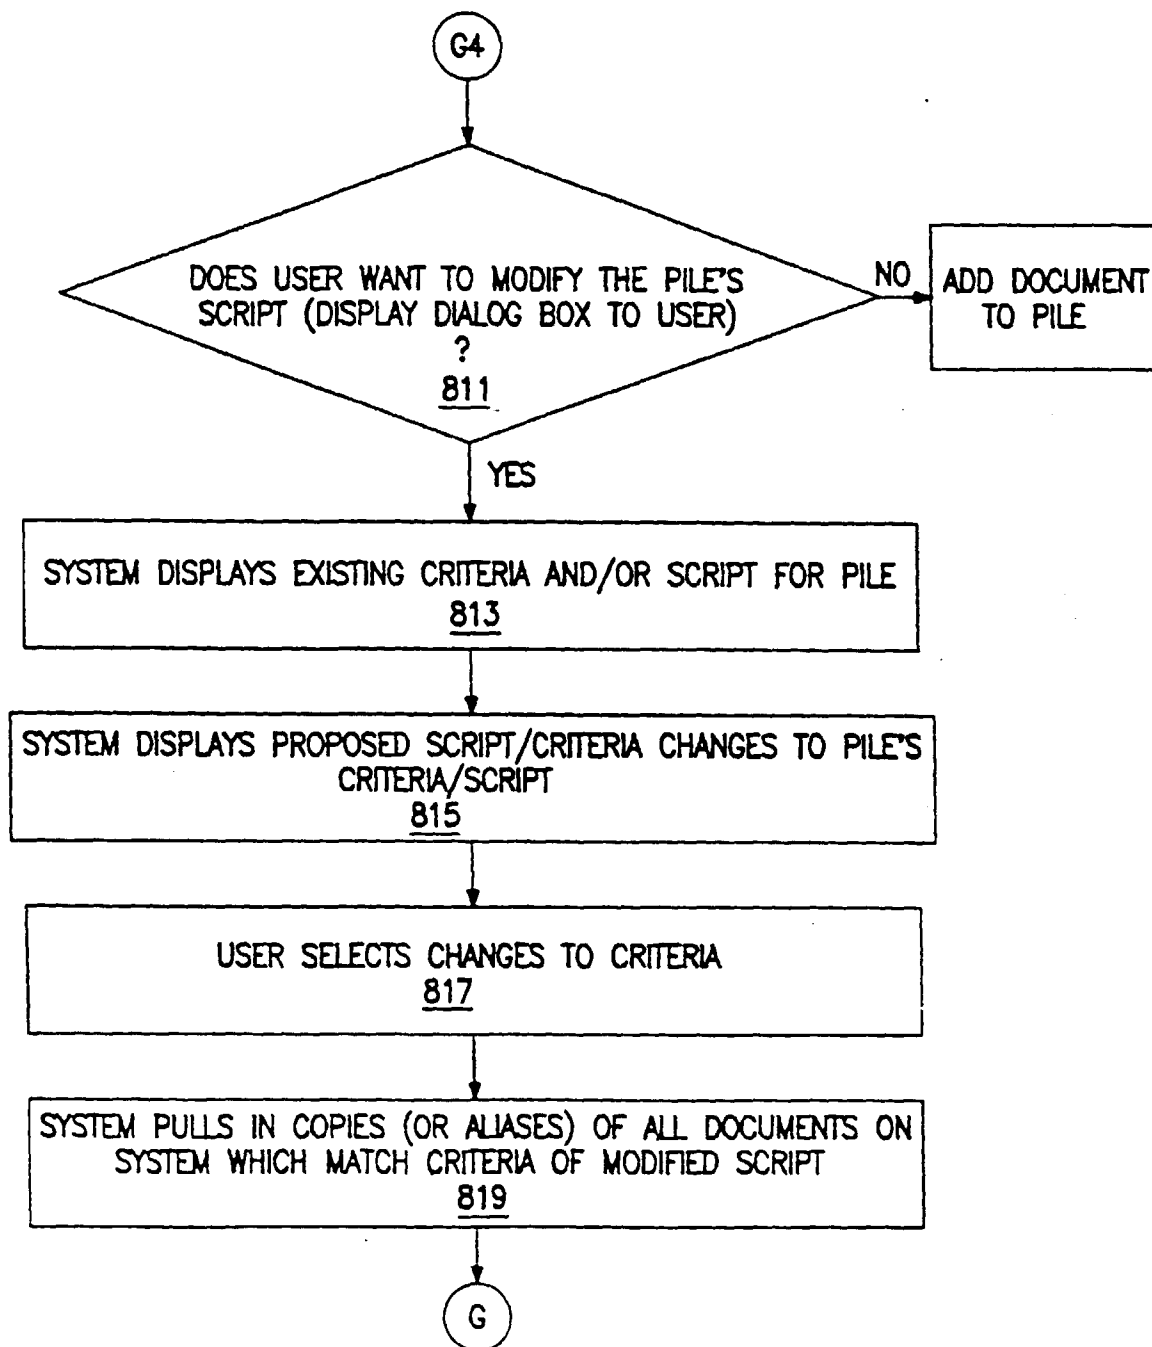 G4
DOES USER WANT TO MODIFY THE PILE'S
SCRIPT (DISPLAY DIALOG BOX TO USER)
?
811
NO
ADD DOCUMENT
TO PILE
YES
SYSTEM DISPLAYS EXISTING CRITERIA AND/OR SCRIPT FOR PILE
813
SYSTEM DISPLAYS PROPOSED SCRIPT/CRITERIA CHANGES TO PILE'S
CRITERIA/SCRIPT
815
USER SELECTS CHANGES TO CRITERIA
817
SYSTEM PULLS IN COPIES (OR ALIASES) OF ALL DOCUMENTS ON
SYSTEM WHICH MATCH CRITERIA OF MODIFIED SCRIPT
819
G